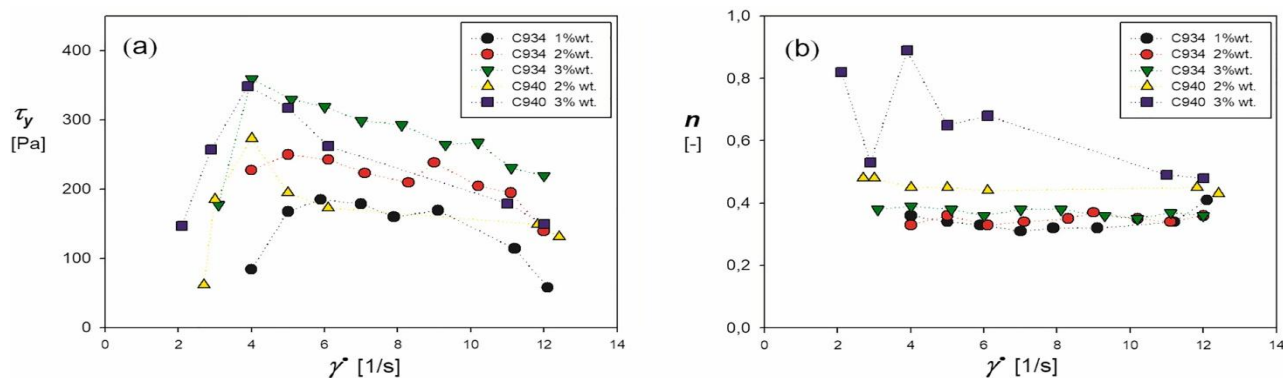 (a)
C934 1%wt.
C934 2%wt.
C934 3%wt.
C940 2% wt.
C940 3% wt.
τy
[Pa]
400
300
200
100
0
0 2 4 6 8 10 12 14
γ• [1/s]
(b)
C934 1%wt.
C934 2%wt.
C934 3%wt.
C940 2% wt.
C940 3% wt.
n
[-]
1,0
0,8
0,6
0,4
0,2
0,0
0 2 4 6 8 10 12 14
γ• [1/s]